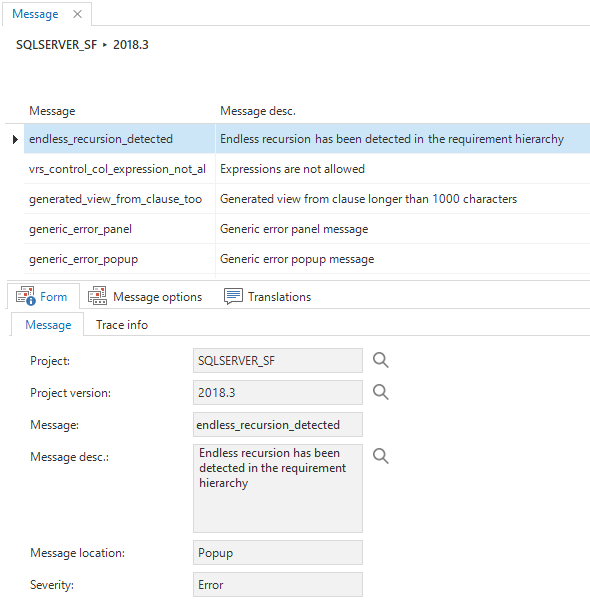 Message
SQLSERVER_SF ▸ 2018.3
Message Message desc.
endless_recursion_detected Endless recursion has been detected in the requirement hierarchy
vrs_control_col_expression_not_al Expressions are not allowed
generated_view_from_clause_too Generated view from clause longer than 1000 characters
generic_error_panel Generic error panel message
generic_error_popup Generic error popup message
Form Message options Translations
Message Trace info
Project: SQLSERVER_SF
Project version: 2018.3
Message: endless_recursion_detected
Message desc.: Endless recursion has been
detected in the requirement
hierarchy
Message location: Popup
Severity: Error